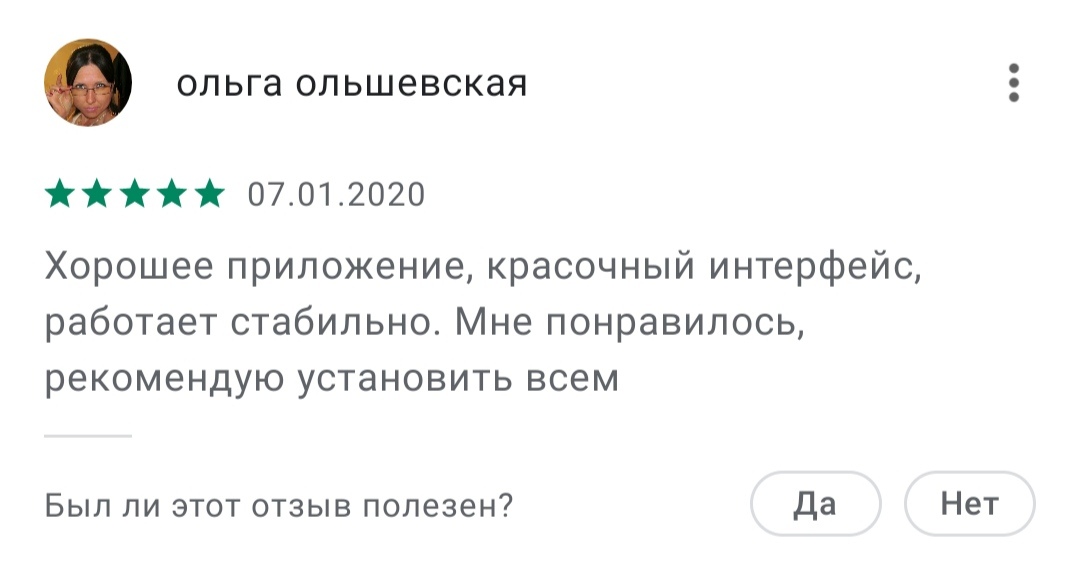 ольга ольшевская
07.01.2020
Хорошее приложение, красочный интерфейс,
работает стабильно. Мне понравилось,
рекомендую установить всем
Был ли этот отзыв полезен?
Да Нет